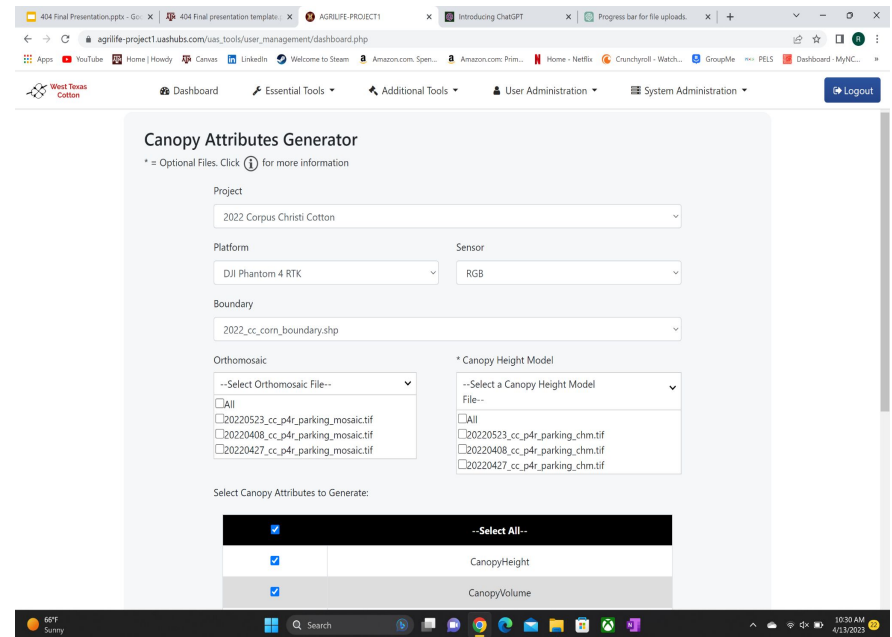 404 Final Presentation.pptx - Goo
404 Final presentation template.
AGRILIFE-PROJECT1
Introducing ChatGPT
Progress bar for file uploads.
agrilife-project1.uashubs.com/uas_tools/user_management/dashboard.php
R
Apps YouTube Home | Howdy Canvas LinkedIn Welcome to Steam Amazon.com. Spen... Amazon.com: Prim... Home - Netflix Crunchyroll - Watch... GroupMe PELS Dashboard - MyNC... »
West Texas
Cotton
Dashboard Essential Tools Additional Tools User Administration System Administration Logout
Canopy Attributes Generator
* = Optional Files. Click i for more information
Project
2022 Corpus Christi Cotton
Platform Sensor
DJI Phantom 4 RTK RGB
Boundary
2022_cc_corn_boundary.shp
Orthomosaic
--Select Orthomosaic File--
All
20220523_cc_p4r_parking_mosaic.tif
20220408_cc_p4r_parking_mosaic.tif
20220427_cc_p4r_parking_mosaic.tif
* Canopy Height Model
--Select a Canopy Height Model
File--
All
20220523_cc_p4r_parking_chm.tif
20220408_cc_p4r_parking_chm.tif
20220427_cc_p4r_parking_chm.tif
Select Canopy Attributes to Generate:
--Select All--
CanopyHeight
CanopyVolume
66°F
Sunny
Search
10:30 AM
4/13/2023
22